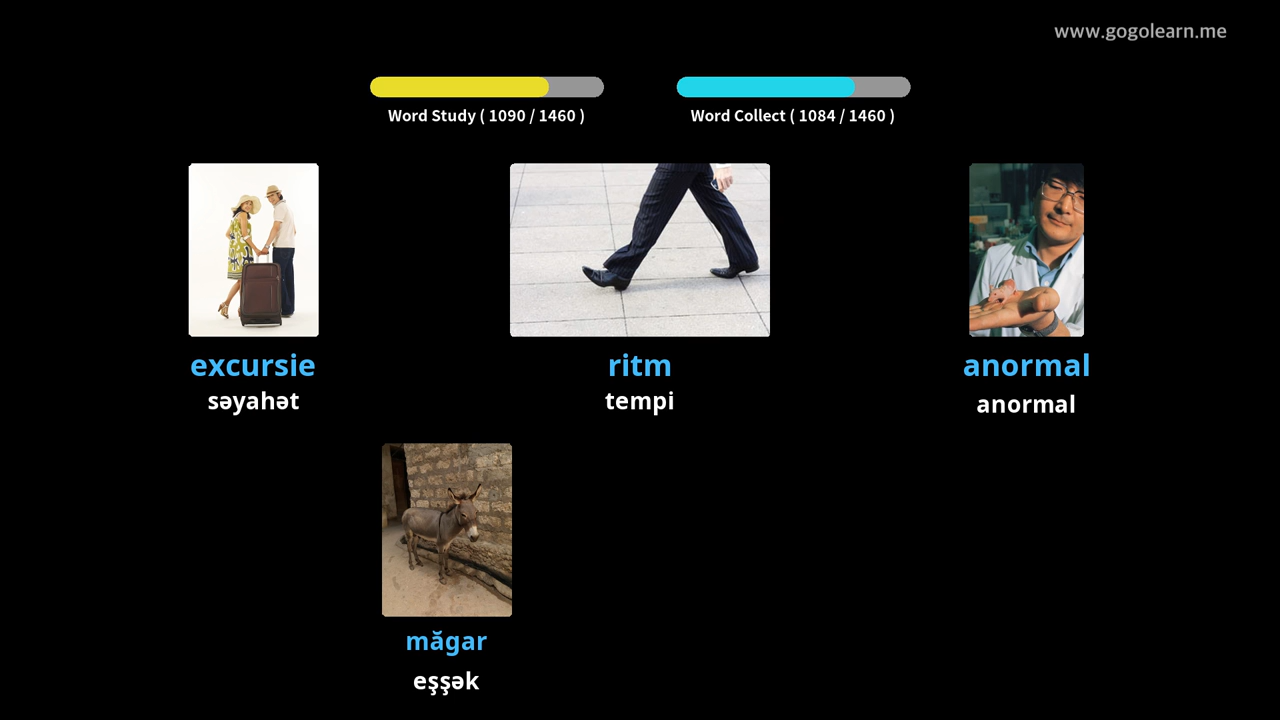 www.gogolearn.me
Word Study ( 1090 / 1460 )
Word Collect ( 1084 / 1460 )
excursie
səyahət
ritm
tempi
anormal
anormal
măgar
eşşək